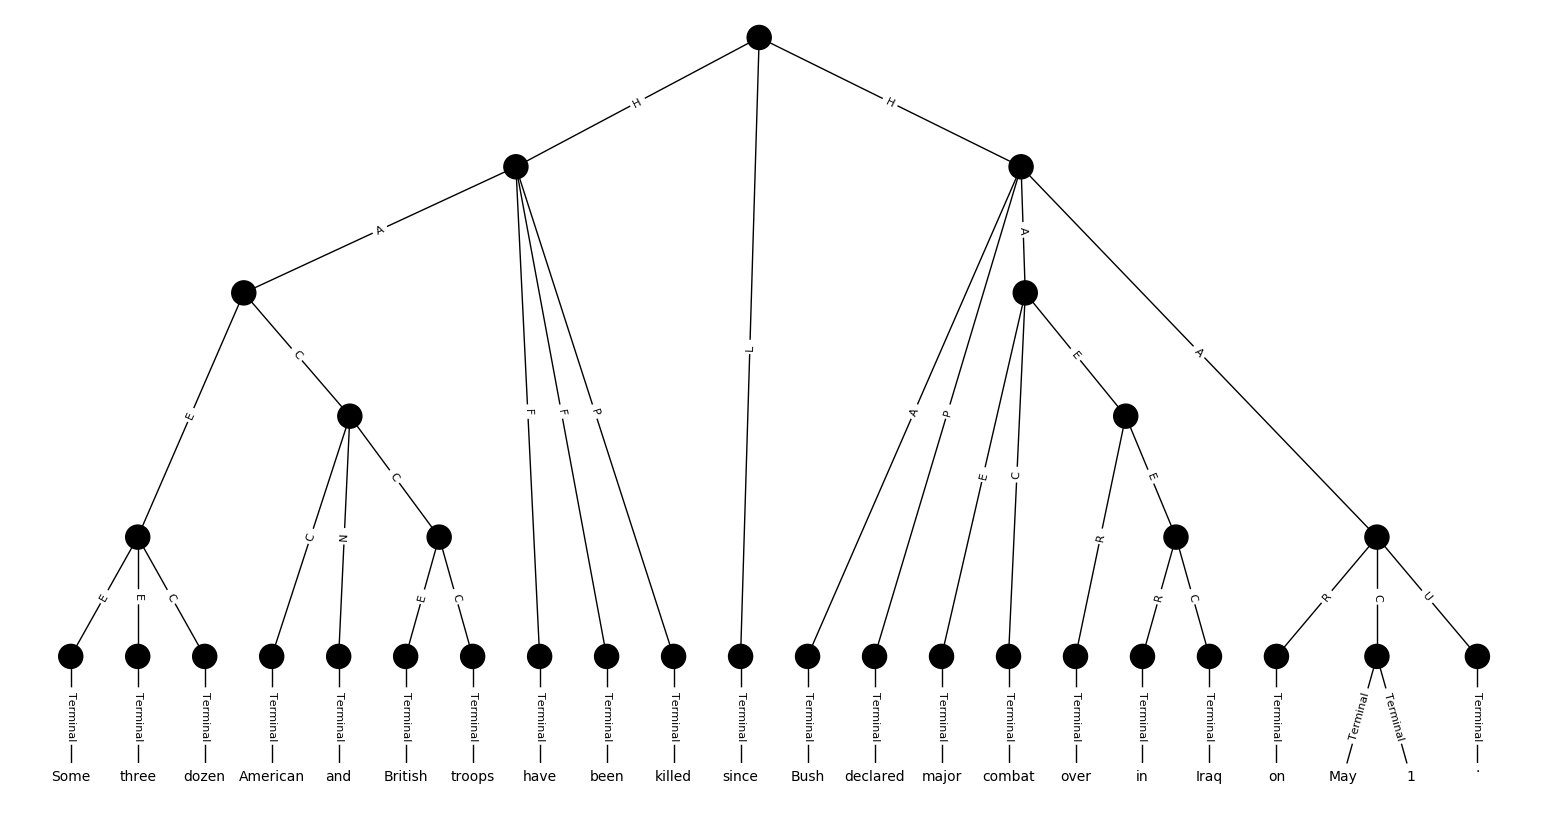 H H
A A
C E E A
E L
F F P A P
E C
C E
C N R
E E C E C R C R C U
Terminal Terminal Terminal Terminal Terminal Terminal Terminal Terminal Terminal Terminal Terminal Terminal Terminal Terminal Terminal Terminal Terminal Terminal Terminal Terminal Terminal Terminal
Some three dozen American and British troops have been killed since Bush declared major combat over in Iraq on May 1 .